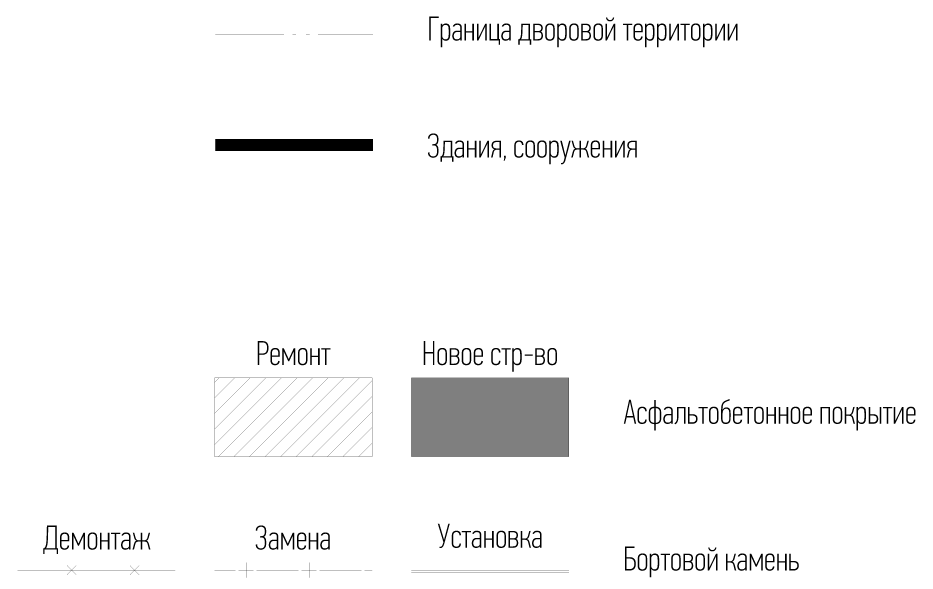 Граница дворовой территории
Здания, сооружения
Ремонт
Новое стр-во
Асфальтобетонное покрытие
Демонтаж
Замена
Установка
Бортовой камень